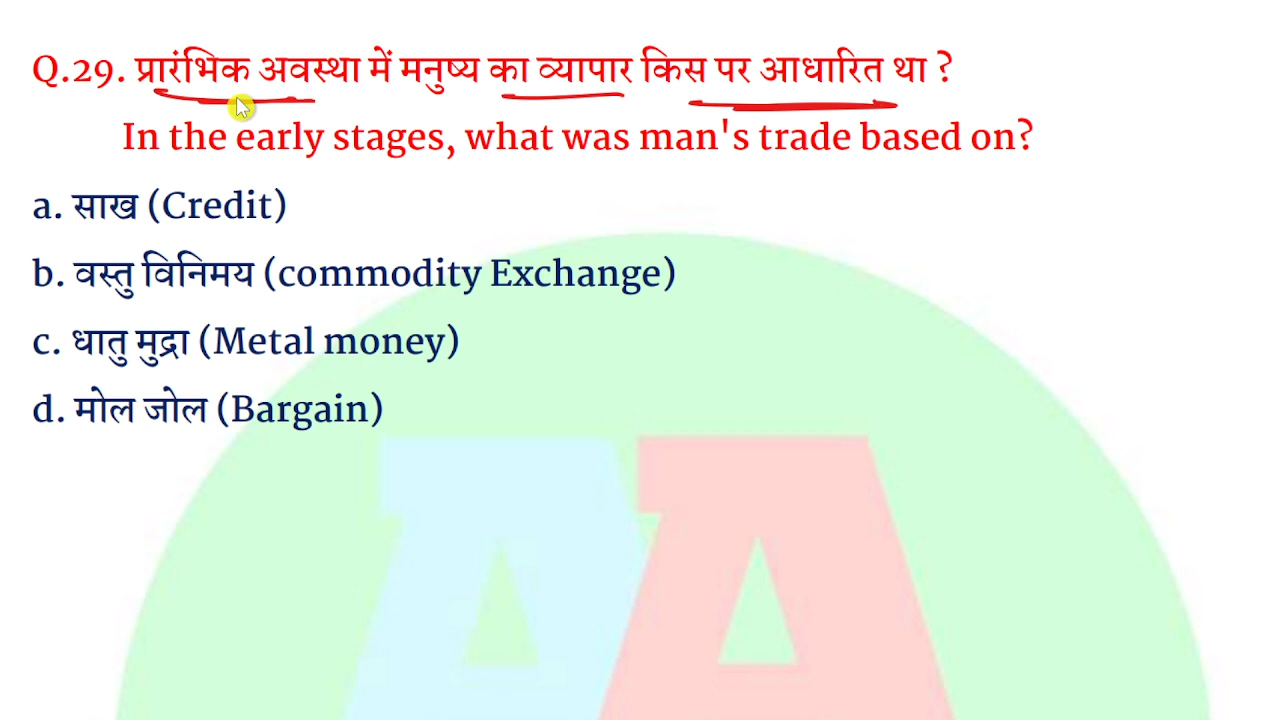 Q.29. प्रारंभिक अवस्था में मनुष्य का व्यापार किस पर आधारित था ?
In the early stages, what was man's trade based on?
a. साख (Credit)
b. वस्तु विनिमय (commodity Exchange)
c. धातु मुद्रा (Metal money)
d. मोल जोल (Bargain)
AA